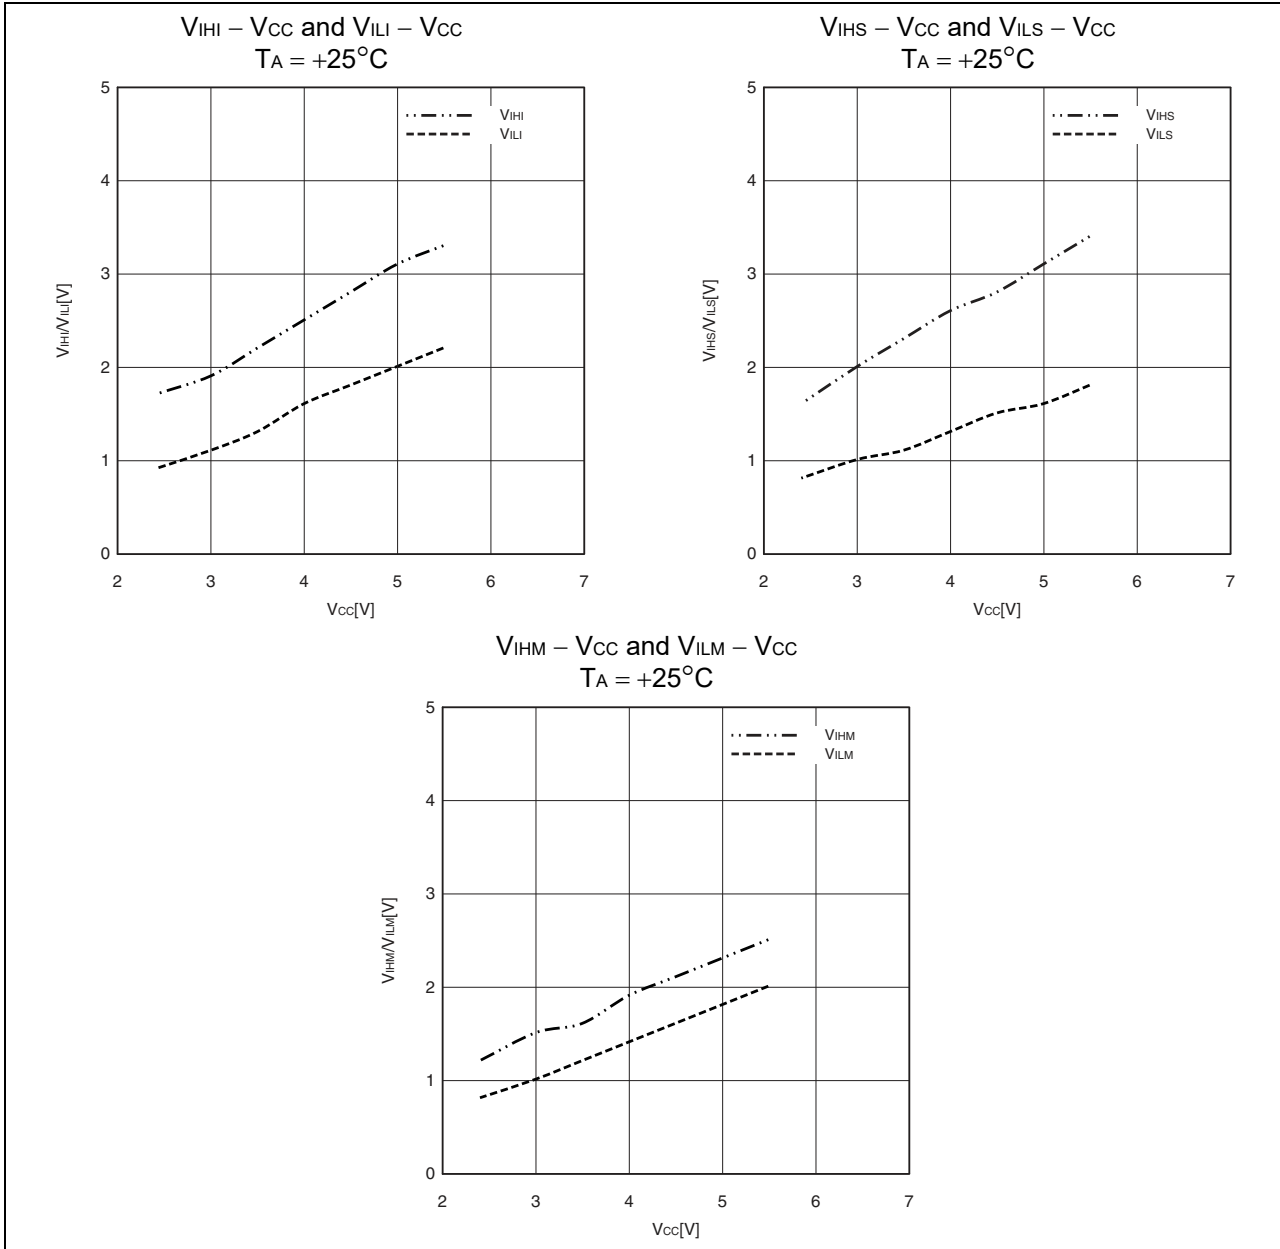 VIHI – VCC and VILI – VCC
TA = +25°C
VIHI
VILI
5
4
3
2
1
0
VIHI/VILI[V]
2 3 4 5 6 7
VCC[V]
VIHS – VCC and VILS – VCC
TA = +25°C
VIHS
VILS
5
4
3
2
1
0
VIHS/VILS[V]
2 3 4 5 6 7
VCC[V]
VIHM – VCC and VILM – VCC
TA = +25°C
VIHM
VILM
5
4
3
2
1
0
VIHM/VILM[V]
2 3 4 5 6 7
VCC[V]